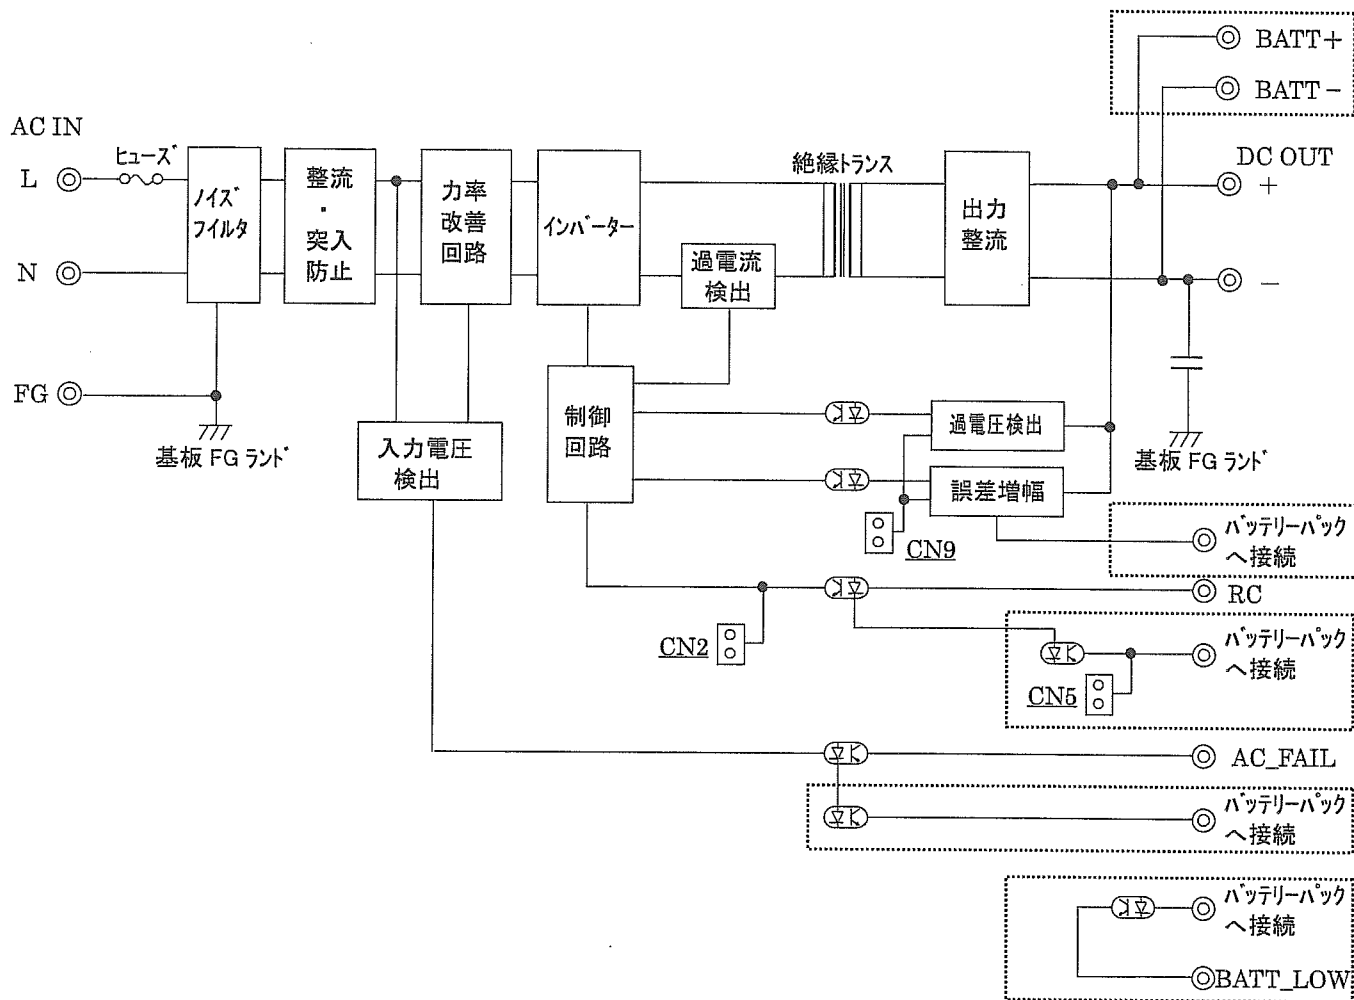 BATT+
BATT-
AC IN
ヒューズ
L
N
FG
ノイズ
フイルタ
整流
・
突入
防止
力率
改善
回路
インバーター
過電流
検出
絶縁トランス
出力
整流
DC OUT
+
-
基板 FG ランド
入力電圧
検出
制御
回路
過電圧検出
誤差増幅
基板 FG ランド
CN9
バッテリーパック
へ接続
RC
CN2
バッテリーパック
へ接続
CN5
AC_FAIL
バッテリーパック
へ接続
バッテリーパック
へ接続
BATT_LOW